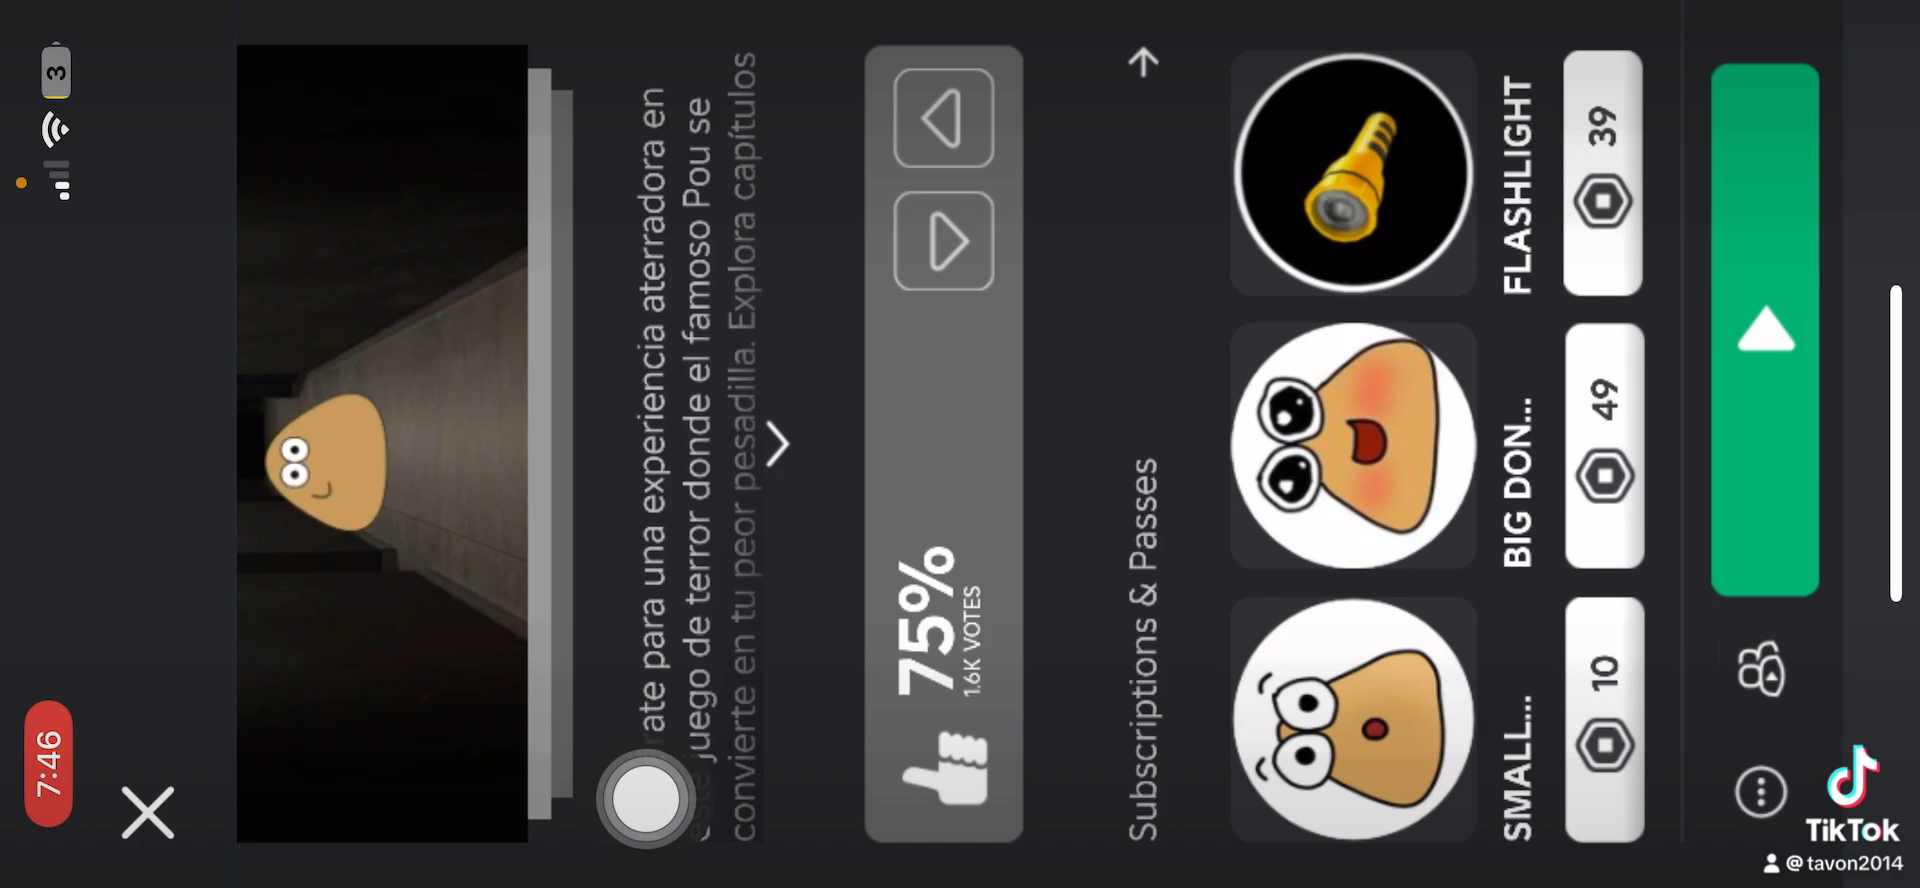 7:46
3
rate para una experiencia aterradora en
este juego de terror donde el famoso Pou se
convierte en tu peor pesadilla. Explora capítulos
75%
1.6K VOTES
Subscriptions & Passes
SMALL...
BIG DON...
FLASHLIGHT
10
49
39
TikTok
@tavon2014